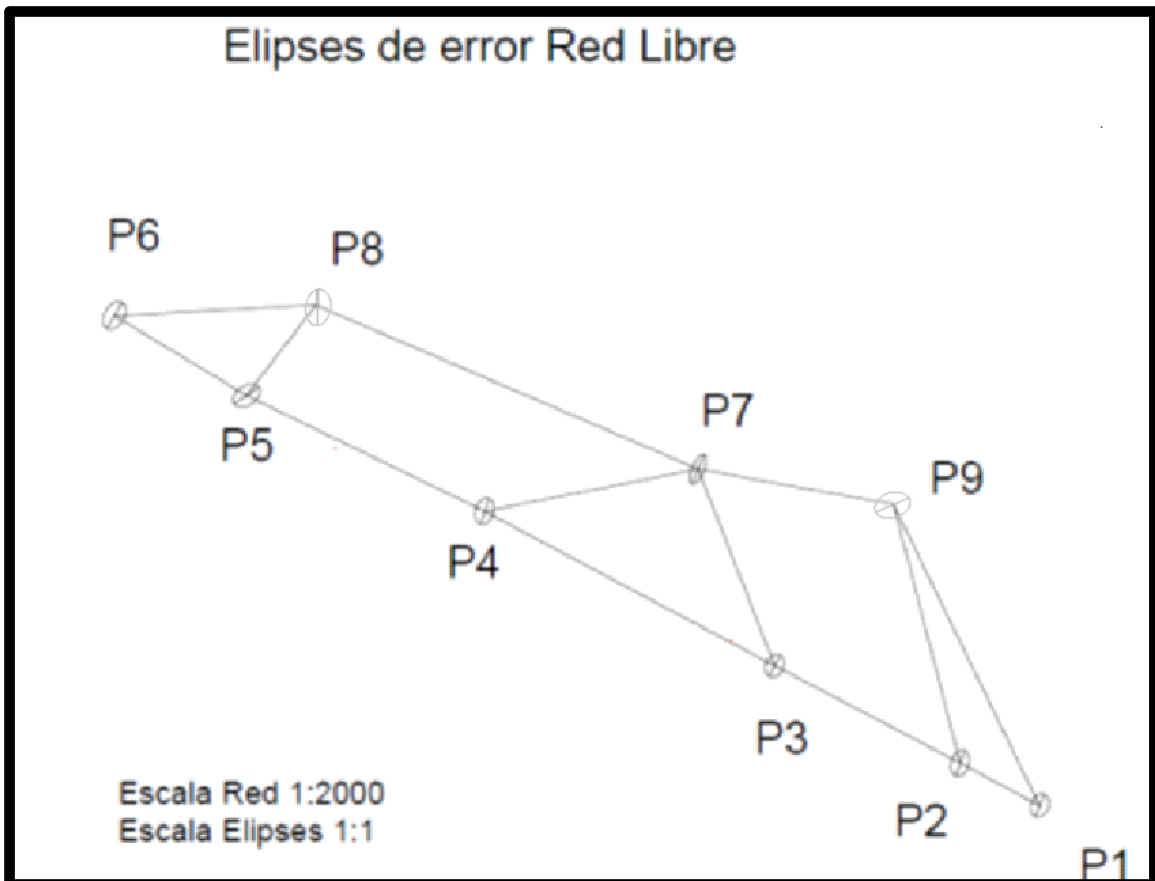 Elipses de error Red Libre
P6
P8
P7
P9
P5
P4
P3
P2
P1
Escala Red 1:2000
Escala Elipses 1:1